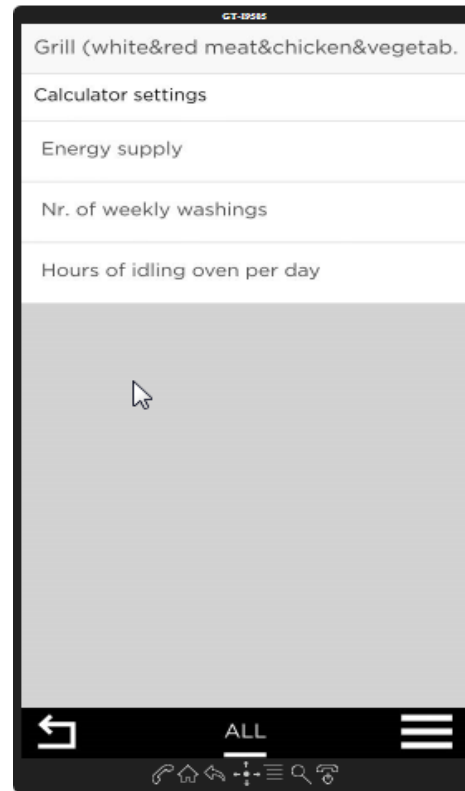 GT-I9505
Grill (white&red meat&chicken&vegetab.
Calculator settings
Energy supply
Nr. of weekly washings
Hours of idling oven per day
ALL